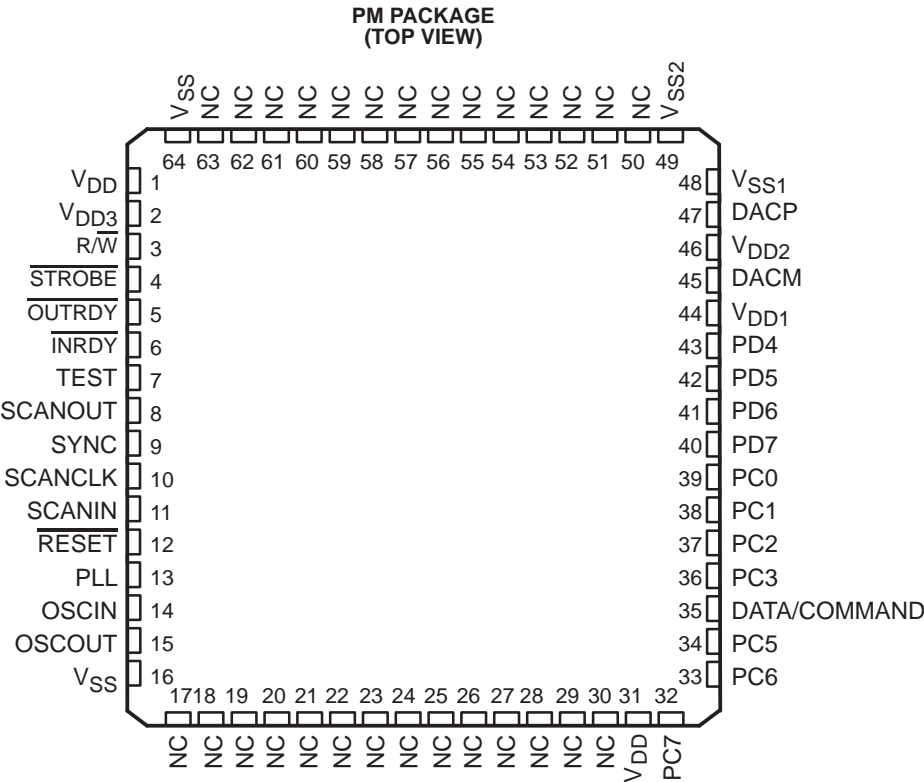 PM PACKAGE
(TOP VIEW)
VSS NC NC NC NC NC NC NC NC NC NC NC NC NC NC VSS2
64 63 62 61 60 59 58 57 56 55 54 53 52 51 50 49
VDD 1 48 VSS1
VDD3 2 47 DACP
R/W 3 46 VDD2
STROBE 4 45 DACM
OUTRDY 5 44 VDD1
INRDY 6 43 PD4
TEST 7 42 PD5
SCANOUT 8 41 PD6
SYNC 9 40 PD7
SCANCLK 10 39 PC0
SCANIN 11 38 PC1
RESET 12 37 PC2
PLL 13 36 PC3
OSCIN 14 35 DATA/COMMAND
OSCOUT 15 34 PC5
VSS 16 33 PC6
17 18 19 20 21 22 23 24 25 26 27 28 29 30 31 32
NC NC NC NC NC NC NC NC NC NC NC NC NC NC VDD PC7